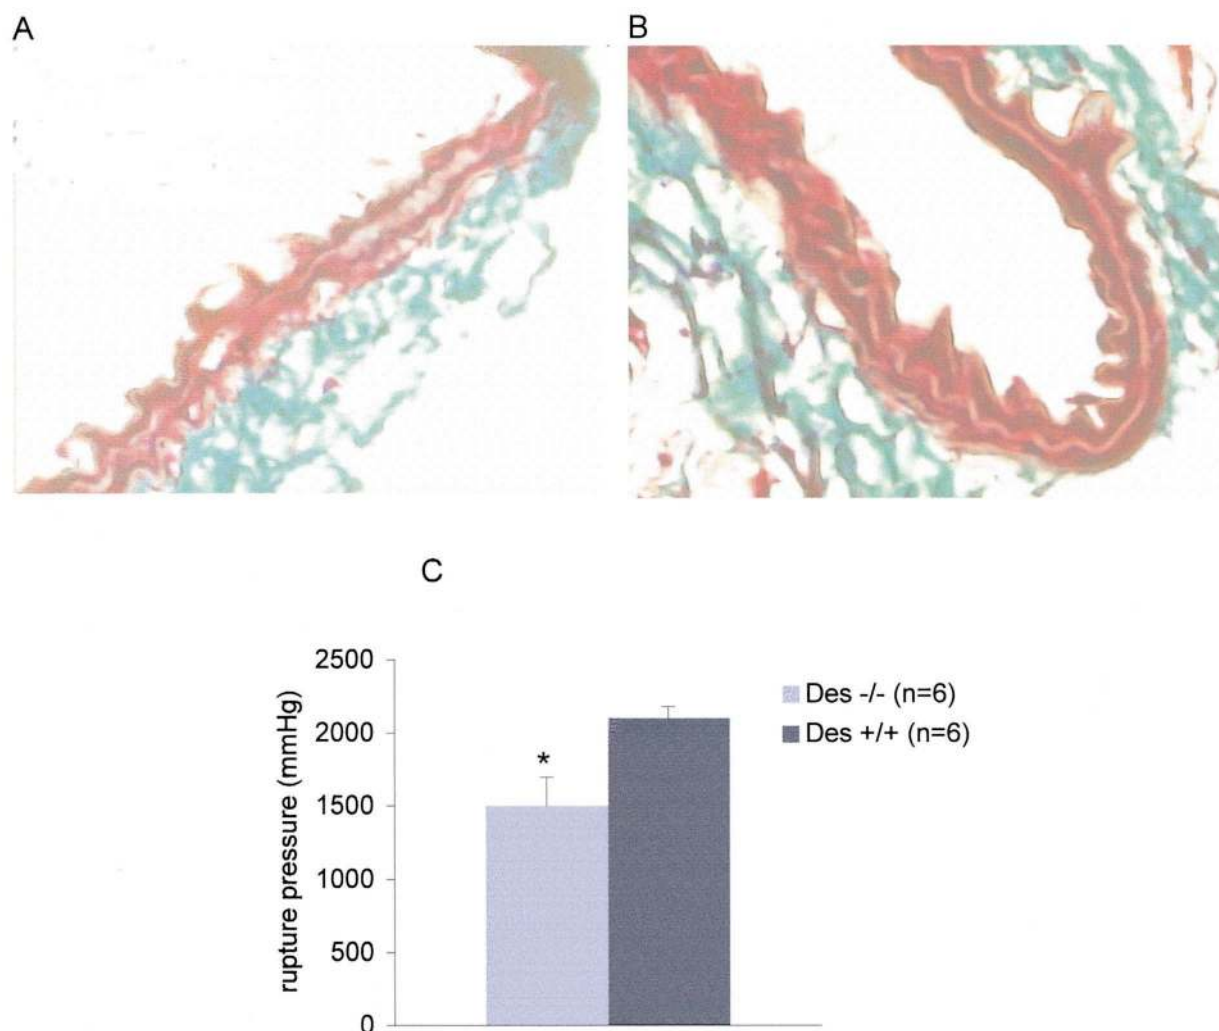 A
B
C
rupture pressure (mmHg)
2500
2000
1500
1000
500
0
*
Des -/- (n=6)
Des +/+ (n=6)